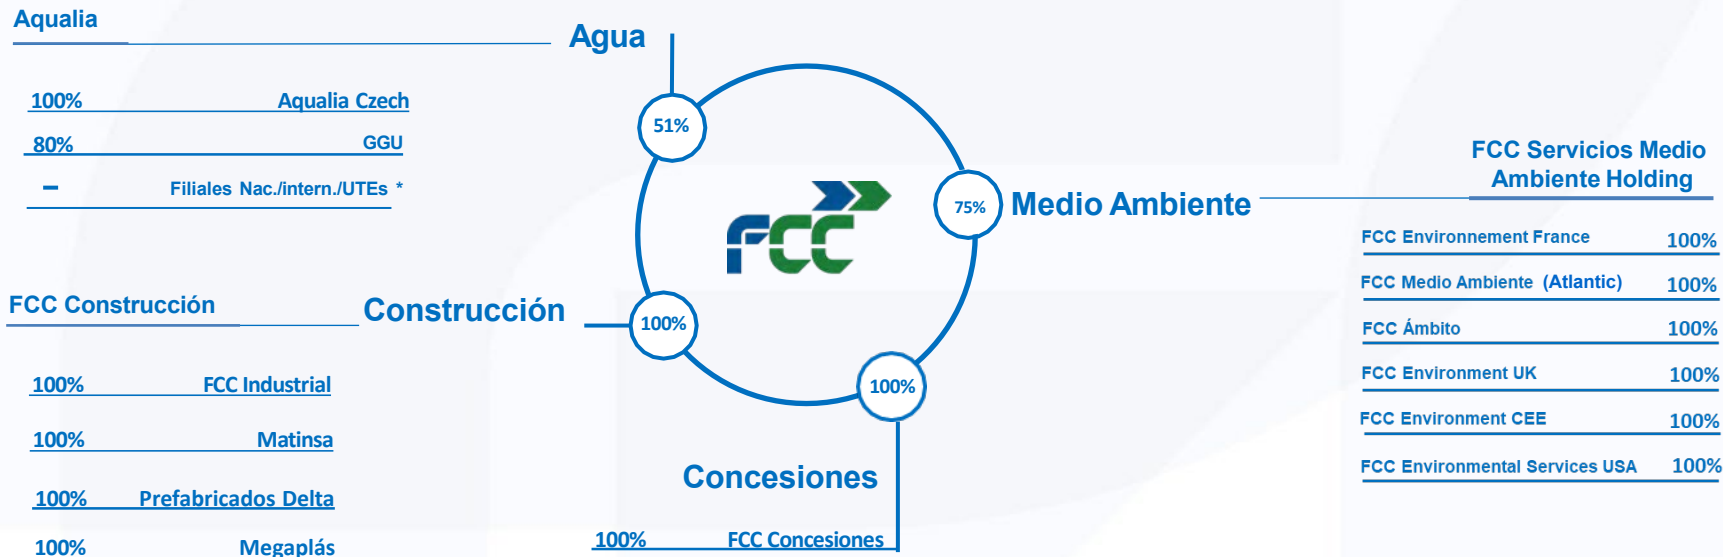 Aqualia
Agua
100% Aqualia Czech
80% GGU
– Filiales Nac./intern./UTEs *
51%
FCC
75%
Medio Ambiente
FCC Servicios Medio
Ambiente Holding
FCC Environnement France 100%
FCC Medio Ambiente (Atlantic) 100%
FCC Ámbito 100%
FCC Environment UK 100%
FCC Environment CEE 100%
FCC Environmental Services USA 100%
FCC Construcción
Construcción
100%
100% FCC Industrial
100% Matinsa
100% Prefabricados Delta
100% Megaplás
100%
Concesiones
100% FCC Concesiones